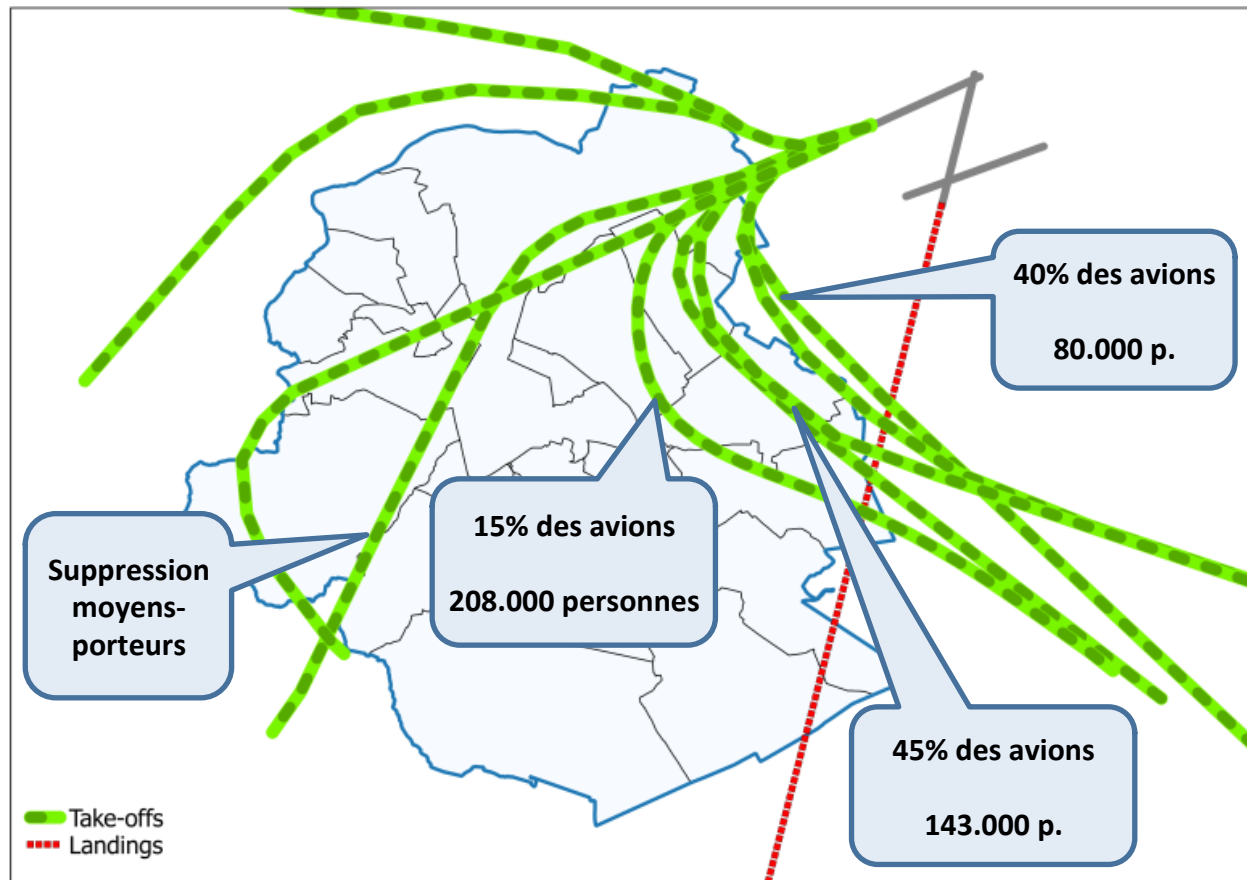 40% des avions
80.000 p.
15% des avions
208.000 personnes
Suppression
moyens-
porteurs
45% des avions
143.000 p.
Take-offs
Landings